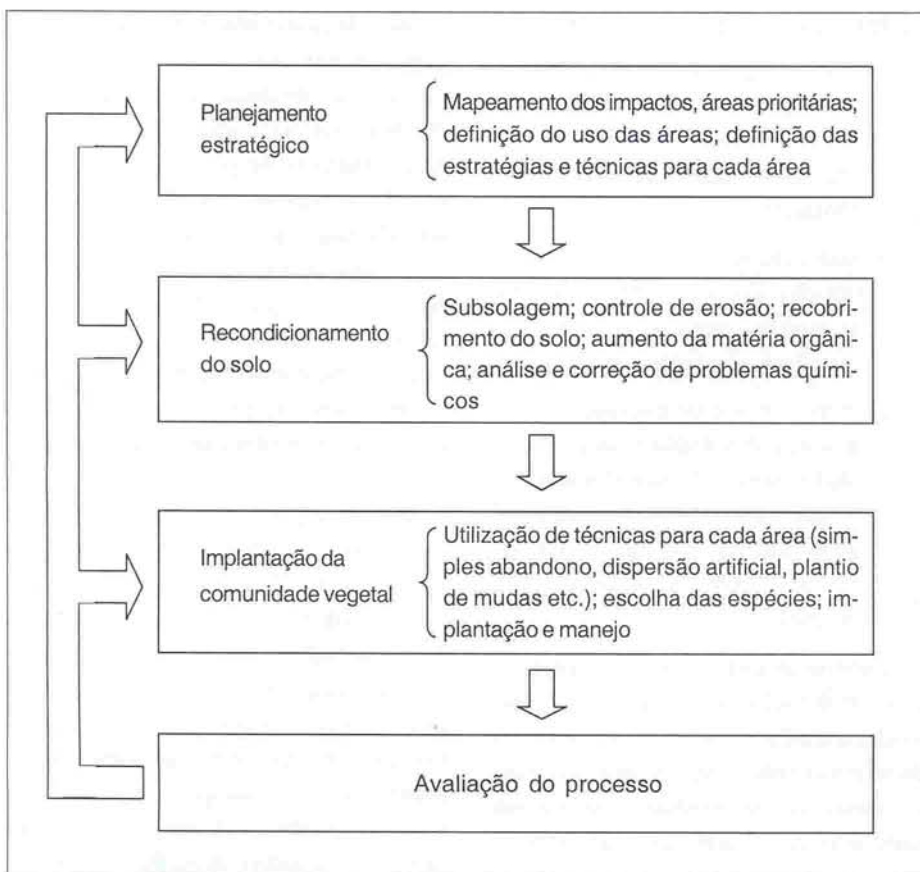 Planejamento
estratégico
Mapeamento dos impactos, áreas prioritárias;
definição do uso das áreas; definição das
estratégias e técnicas para cada área
Recondicionamento
do solo
Subsolagem; controle de erosão; recobri-
mento do solo; aumento da matéria orgâni-
ca; análise e correção de problemas quími-
cos
Implantação da
comunidade vegetal
Utilização de técnicas para cada área (sim-
ples abandono, dispersão artificial, plantio
de mudas etc.); escolha das espécies; im-
plantação e manejo
Avaliação do processo